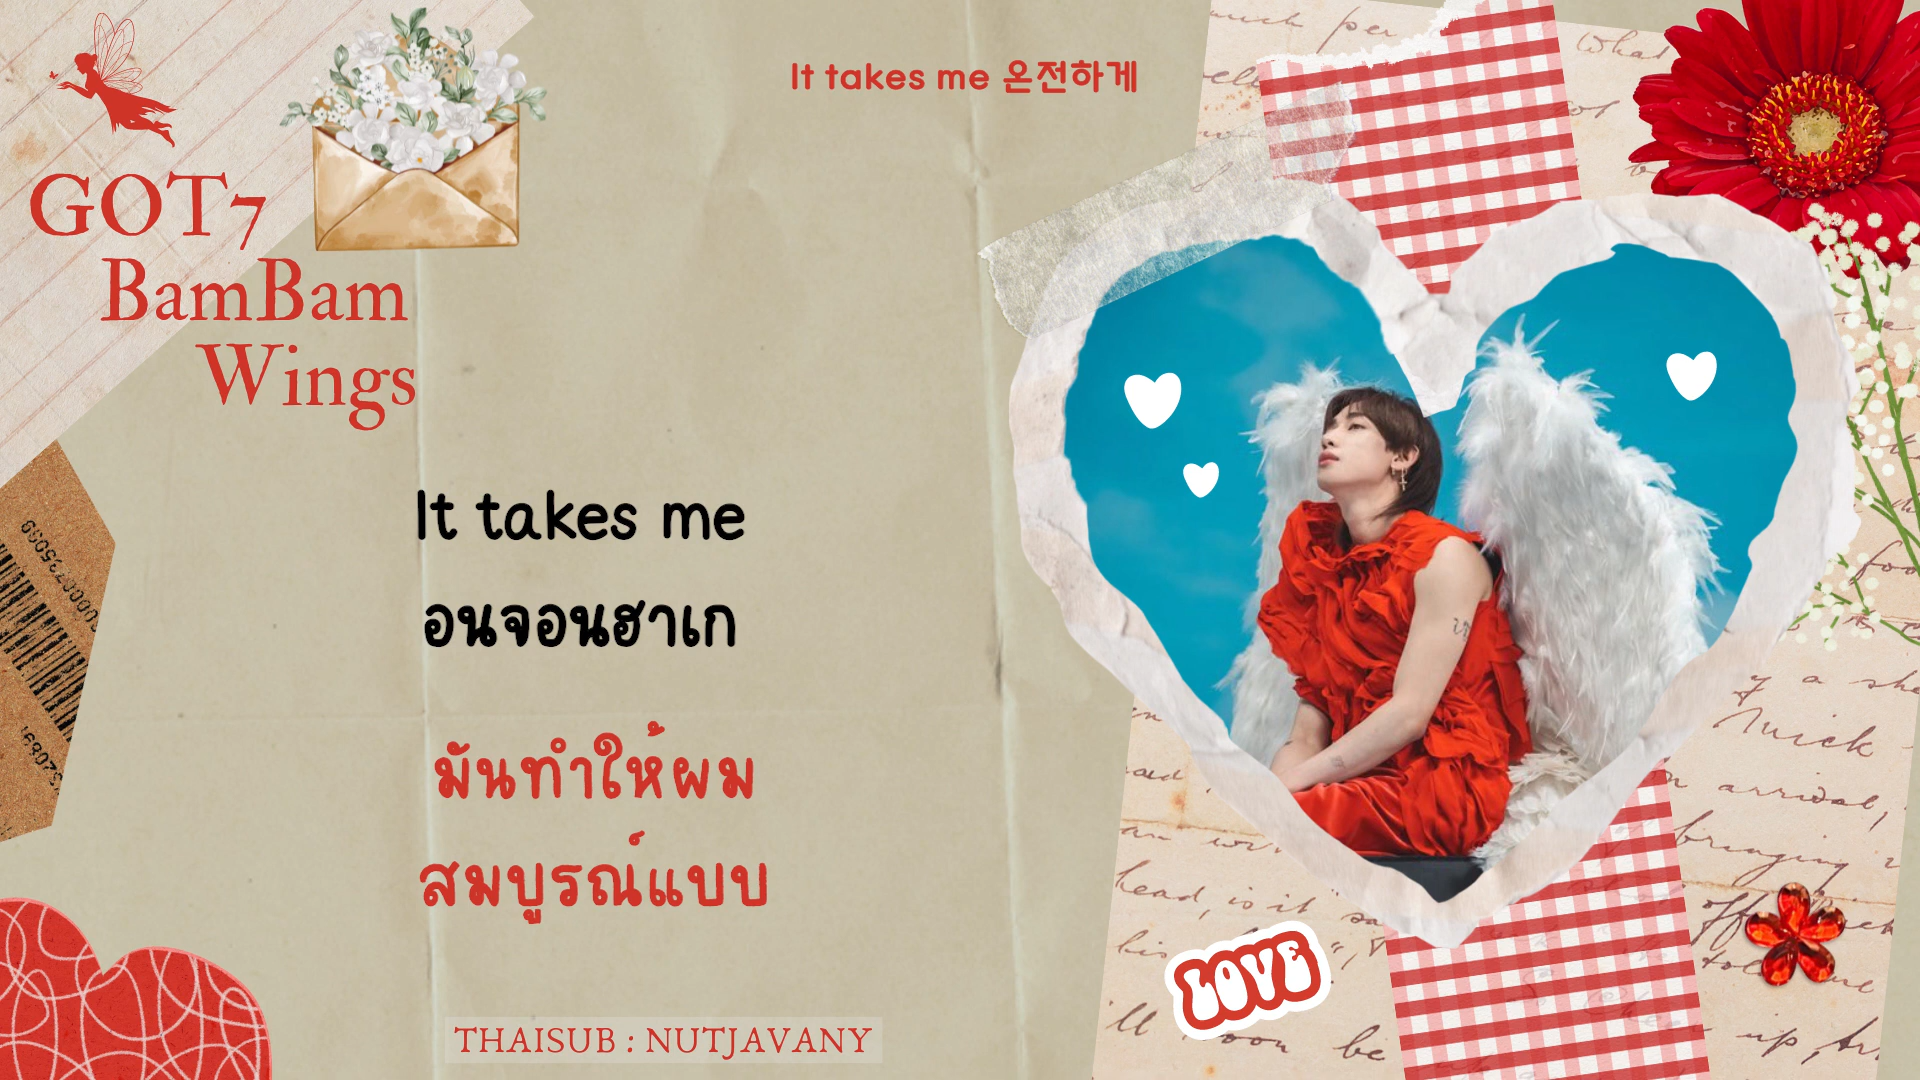 GOT7
BamBam
Wings
It takes me 온전하게
It takes me
อนจอนฮาเก
มันทำให้ผม
สมบูรณ์แบบ
THAISUB : NUTJAVANY
LOVE